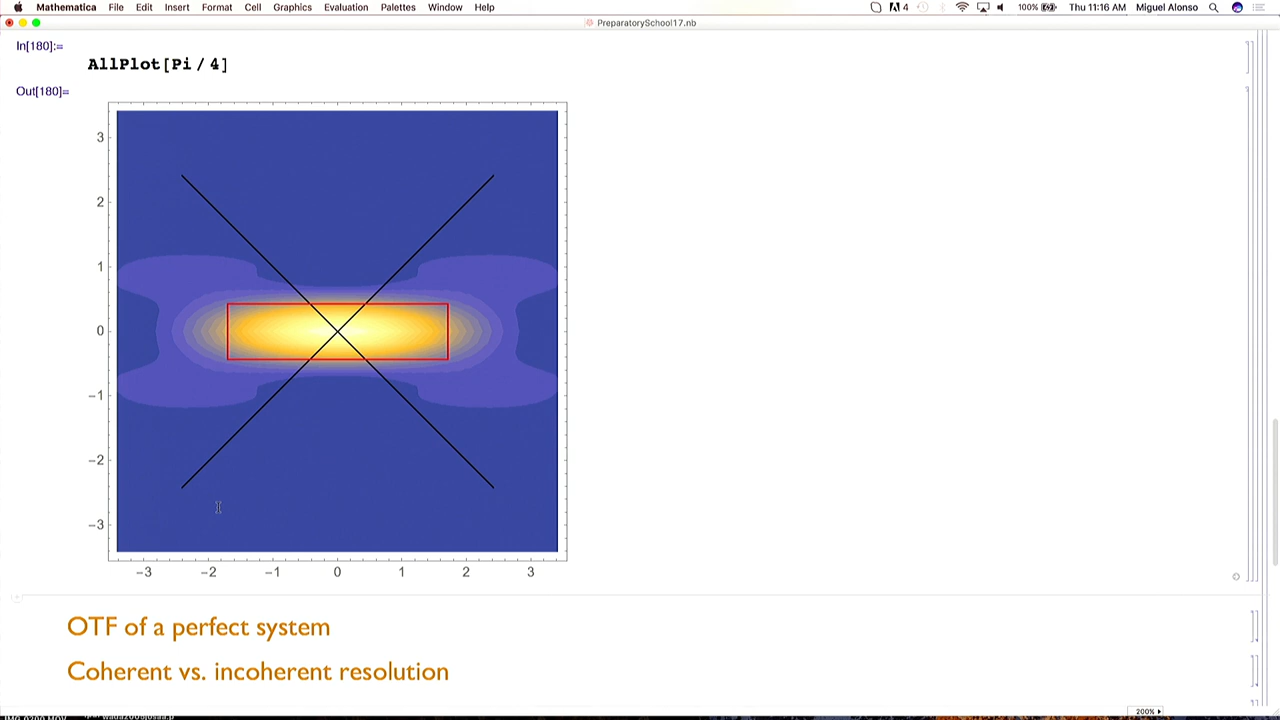 Mathematica File Edit Insert Format Cell Graphics Evaluation Palettes Window Help 4 100% Thu 11:16 AM Miguel Alonso
PreparatorySchool17.nb
In[180]:=
AllPlot[Pi / 4]
Out[180]=
3
2
1
0
−1
−2
−3
−3 −2 −1 0 1 2 3
OTF of a perfect system
Coherent vs. incoherent resolution
200%